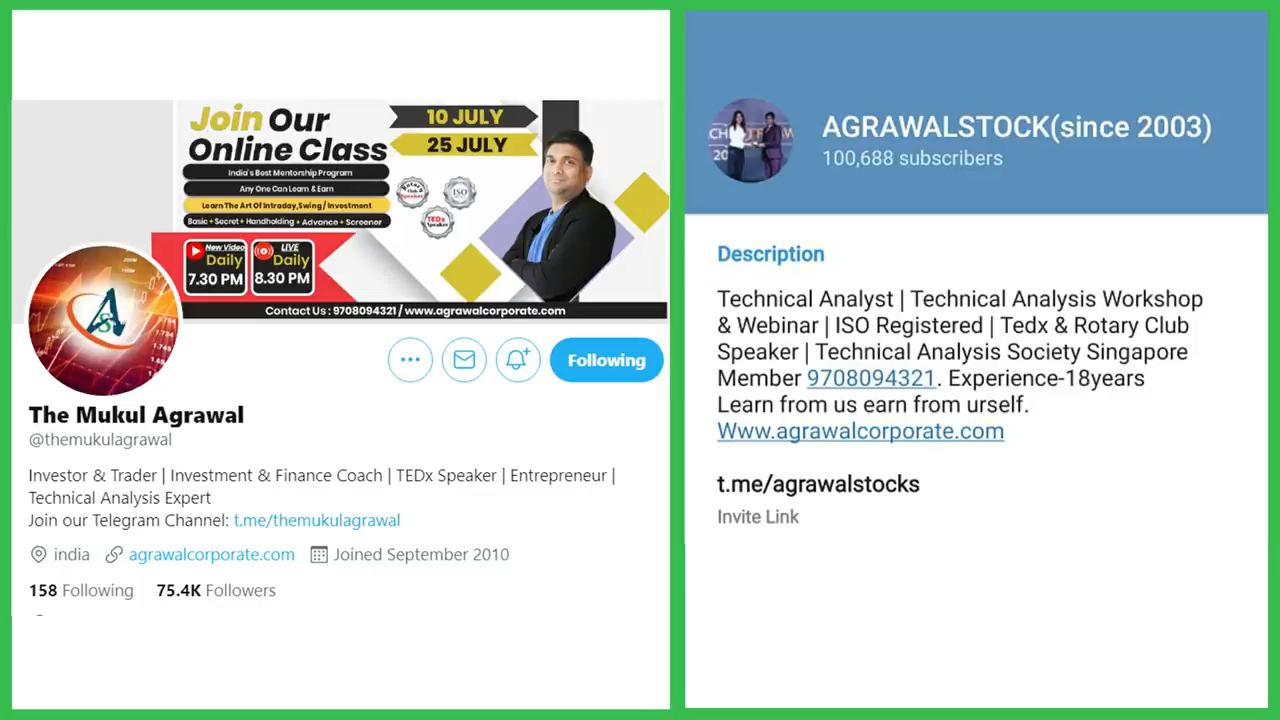 Join Our
Online Class
India's Best Mentorship Program
Any One Can Learn & Earn
Learn The Art Of Intraday,Swing / Investment
Basic + Secret + Handholding + Advance + Screener
10 JULY
25 JULY
Rotary
Club
Speaker
ISO
TEDx
Speaker
New Video
Daily
7.30 PM
LIVE
Daily
8.30 PM
Contact Us : 9708094321 / www.agrawalcorporate.com
Following
The Mukul Agrawal
@themukulagrawal
Investor & Trader | Investment & Finance Coach | TEDx Speaker | Entrepreneur |
Technical Analysis Expert
Join our Telegram Channel: t.me/themukulagrawal
india agrawalcorporate.com Joined September 2010
158 Following 75.4K Followers
AGRAWALSTOCK(since 2003)
100,688 subscribers
Description
Technical Analyst | Technical Analysis Workshop
& Webinar | ISO Registered | Tedx & Rotary Club
Speaker | Technical Analysis Society Singapore
Member 9708094321. Experience-18years
Learn from us earn from urself.
Www.agrawalcorporate.com
t.me/agrawalstocks
Invite Link